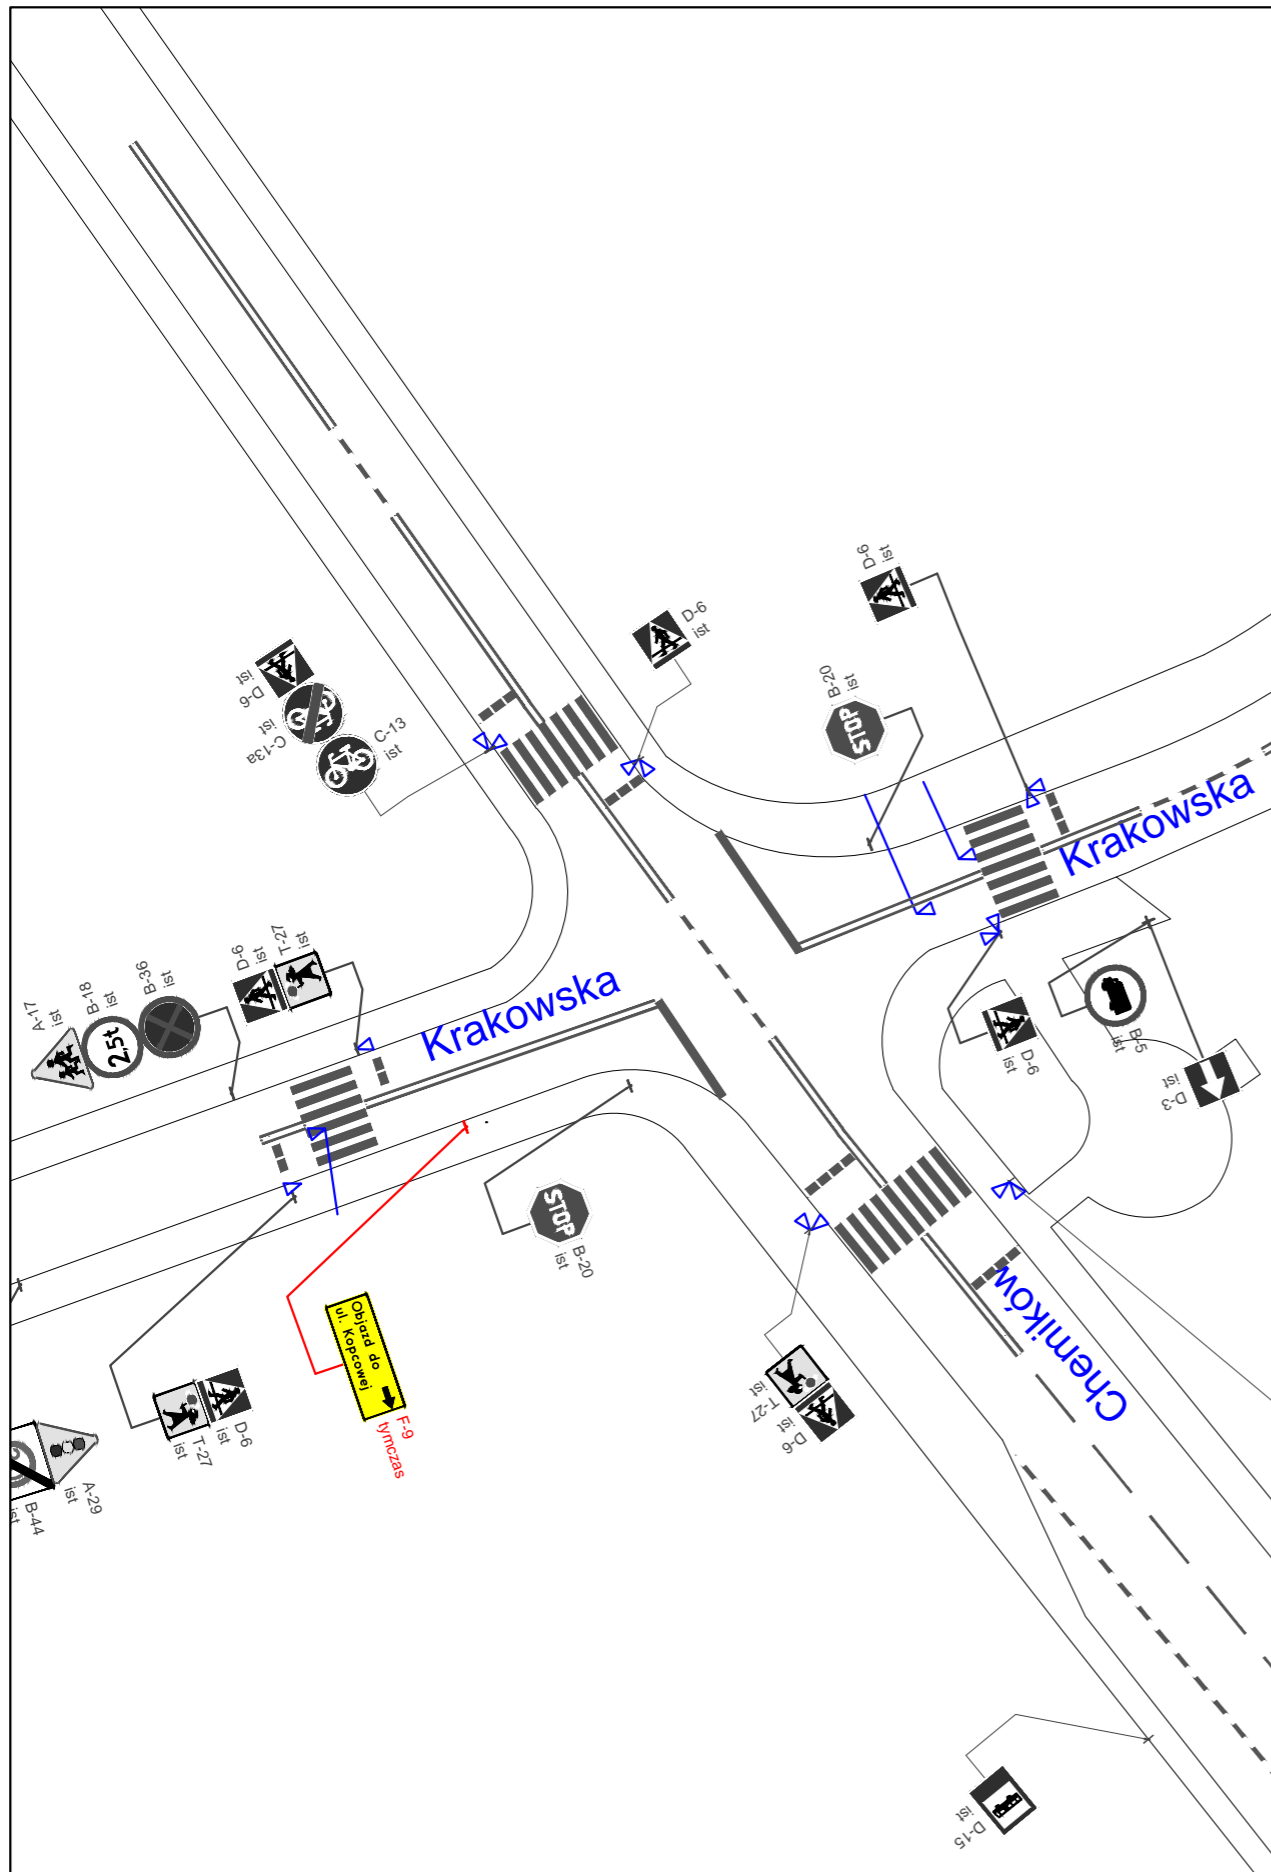 D-6
ist
D-6
ist
D-6
ist
C-13a
ist
C-13
ist
B-20
ist
STOP
Krakowska
D-6
ist
T-27
ist
B-36
ist
B-18
ist
2,5t
A-17
ist
Krakowska
D-6
ist
B-5
ist
D-3
ist
STOP
B-20
ist
Chemików
Objazd do
ul. Kopcowej
F-9
tymczas
T-27
ist
D-6
ist
D-6
ist
T-27
ist
A-29
ist
B-44
ist
D-15
ist